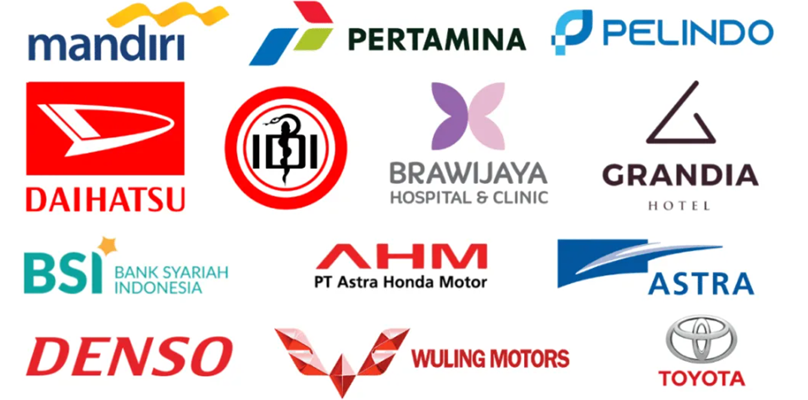 mandiri
PERTAMINA
PELINDO
DAIHATSU
IDI
BRAWIJAYA
HOSPITAL & CLINIC
GRANDIA
HOTEL
BSI
BANK SYARIAH
INDONESIA
AHM
PT Astra Honda Motor
ASTRA
DENSO
WULING MOTORS
TOYOTA